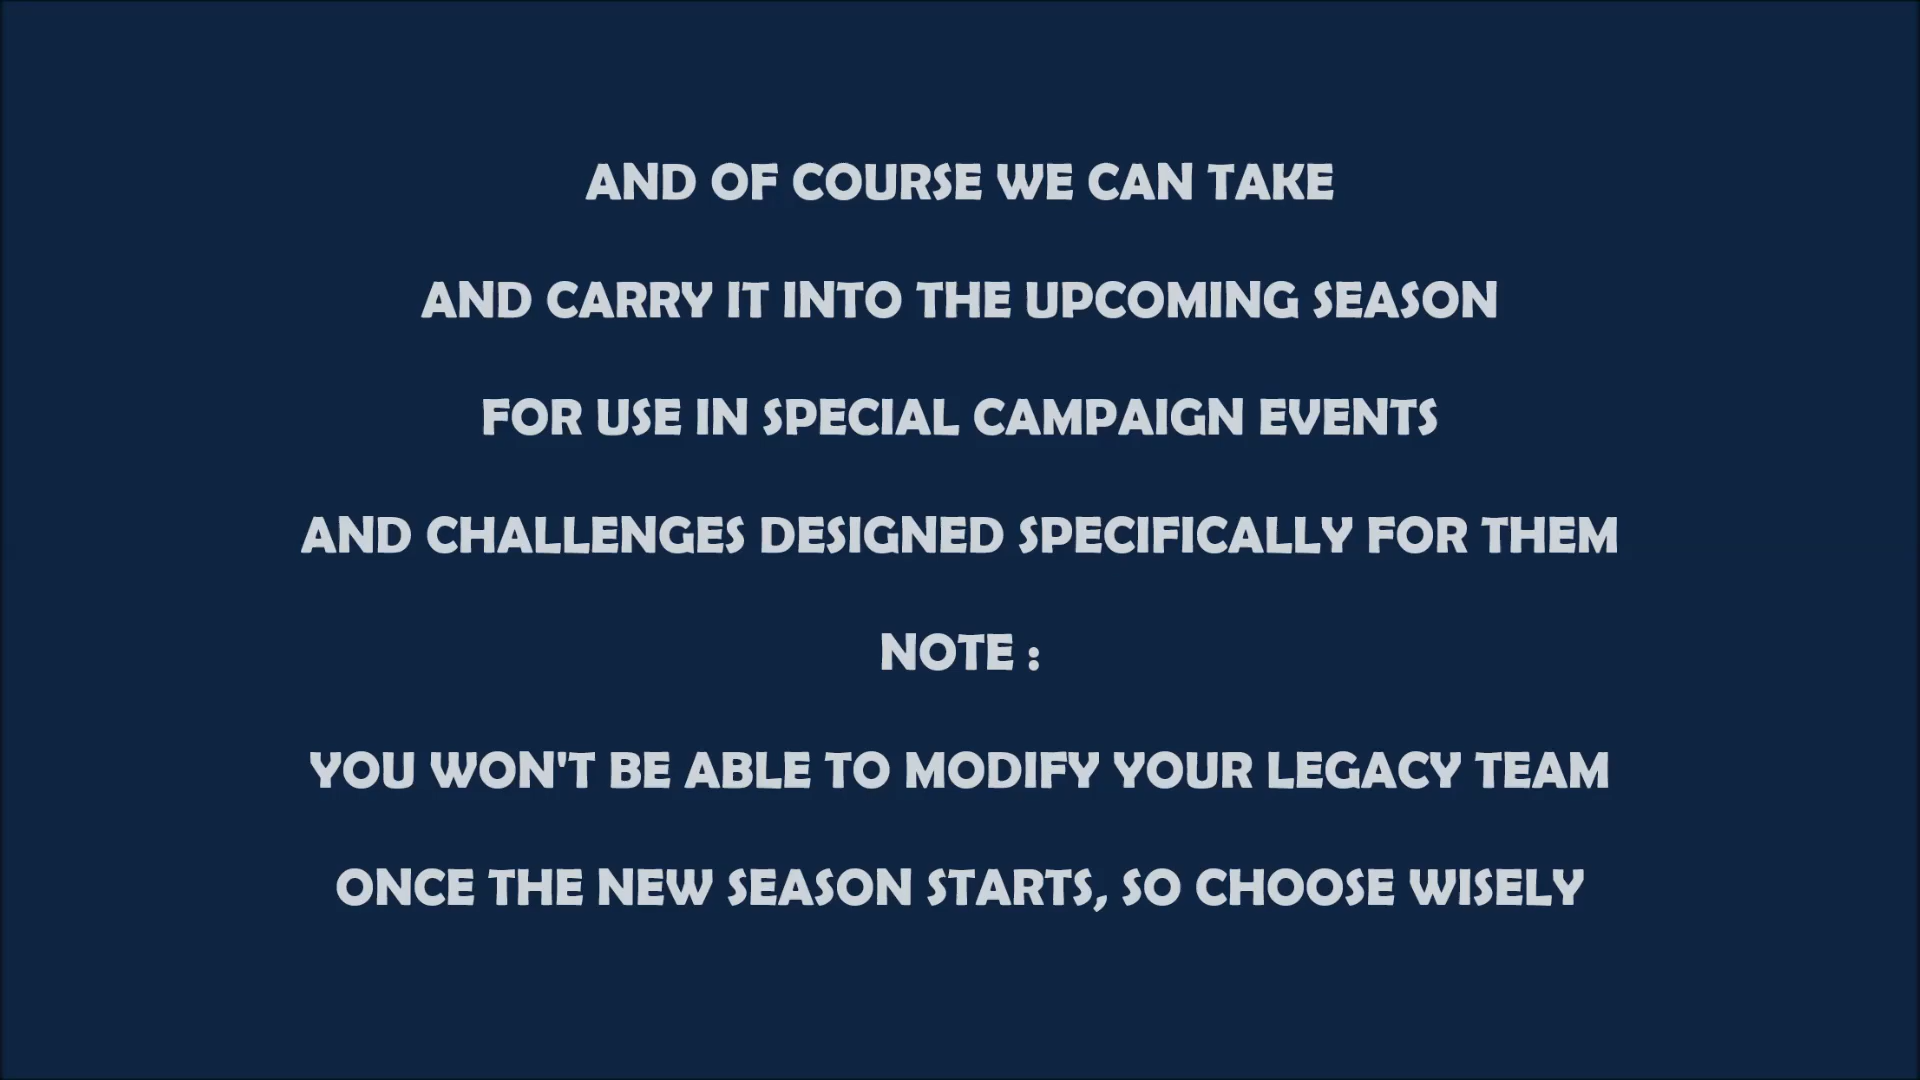 AND OF COURSE WE CAN TAKE
AND CARRY IT INTO THE UPCOMING SEASON
FOR USE IN SPECIAL CAMPAIGN EVENTS
AND CHALLENGES DESIGNED SPECIFICALLY FOR THEM
NOTE :
YOU WON'T BE ABLE TO MODIFY YOUR LEGACY TEAM
ONCE THE NEW SEASON STARTS, SO CHOOSE WISELY